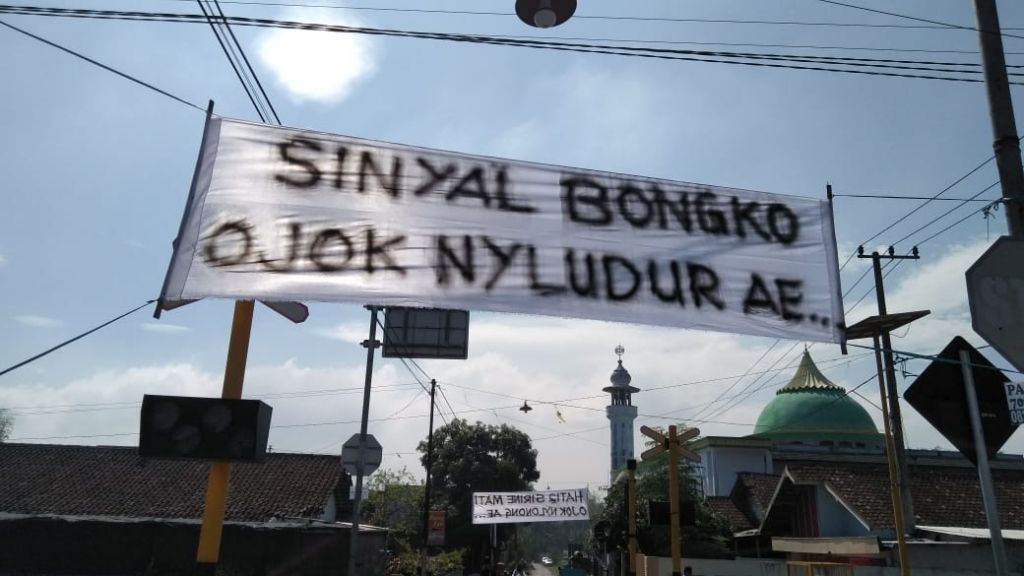 SINYAL BONGKO
OJOK NYLUDUR AE...
HATI2 SIRINE MATI
OJOK NYLONONG AE...